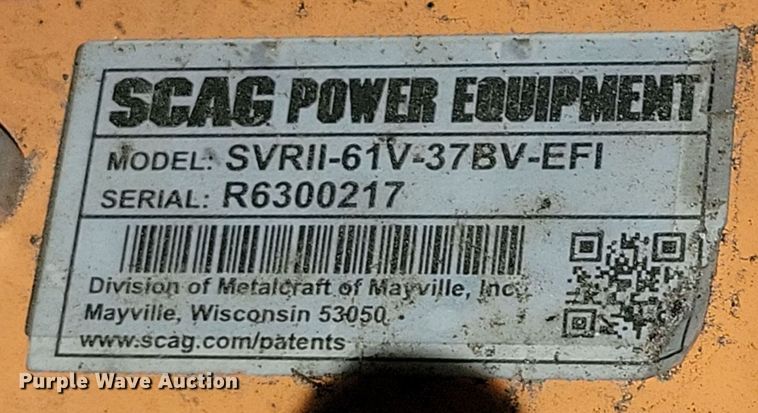 SCAG POWER EQUIPMENT
MODEL: SVRII-61V-37BV-EFI
SERIAL: R6300217
Division of Metalcraft of Mayville, Inc.
Mayville, Wisconsin 53050
www.scag.com/patents
Purple Wave Auction